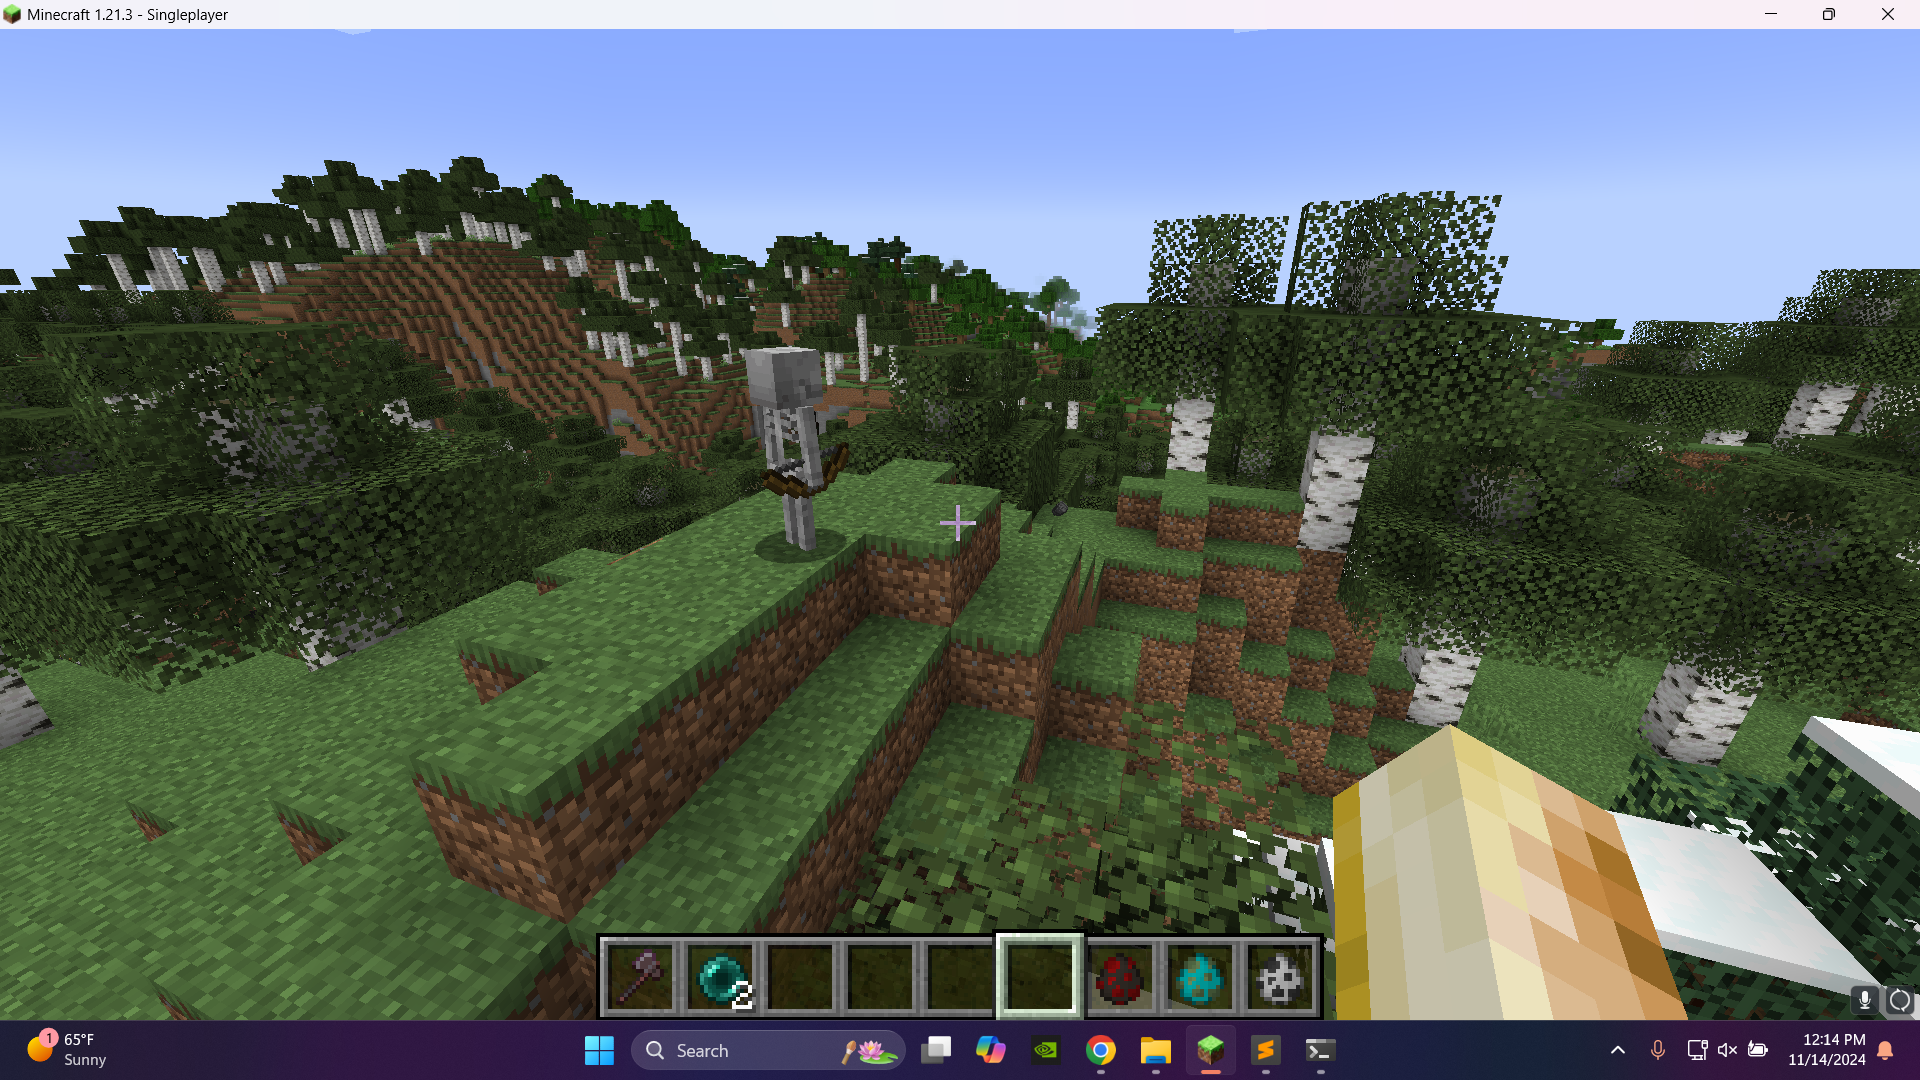 Minecraft 1.21.3 - Singleplayer
2
1
65°F
Sunny
Search
12:14 PM
11/14/2024